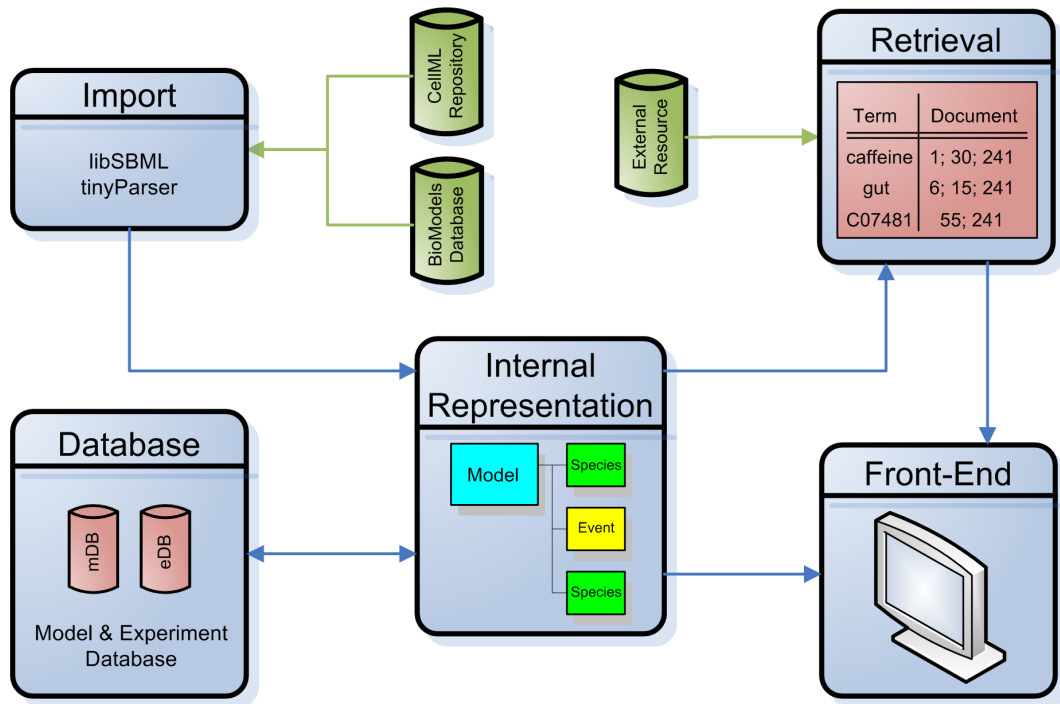 Import
libSBML
tinyParser
CellML
Repository
BioModels
Database
External
Resource
Retrieval
Term Document
caffeine 1; 30; 241
gut 6; 15; 241
C07481 55; 241
Internal
Representation
Model
Species
Event
Species
Database
mDB
eDB
Model & Experiment
Database
Front-End